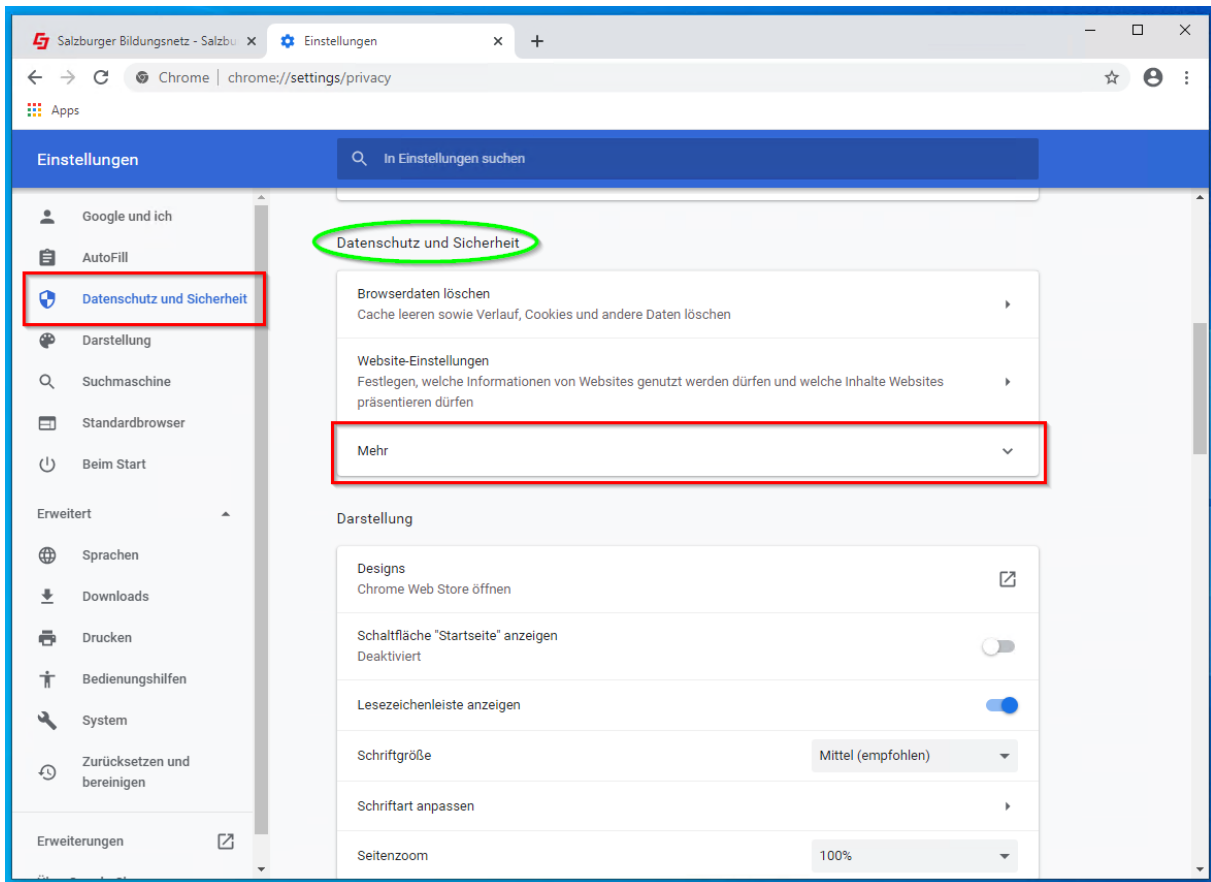 Salzburger Bildungsnetz - Salzbu
Einstellungen
Chrome | chrome://settings/privacy
Apps
Einstellungen
In Einstellungen suchen
Google und ich
AutoFill
Datenschutz und Sicherheit
Darstellung
Suchmaschine
Standardbrowser
Beim Start
Erweitert
Sprachen
Downloads
Drucken
Bedienungshilfen
System
Zurücksetzen und
bereinigen
Erweiterungen
Datenschutz und Sicherheit
Browserdaten löschen
Cache leeren sowie Verlauf, Cookies und andere Daten löschen
Website-Einstellungen
Festlegen, welche Informationen von Websites genutzt werden dürfen und welche Inhalte Websites
präsentieren dürfen
Mehr
Darstellung
Designs
Chrome Web Store öffnen
Schaltfläche "Startseite" anzeigen
Deaktiviert
Lesezeichenleiste anzeigen
Schriftgröße
Mittel (empfohlen)
Schriftart anpassen
Seitenzoom
100%